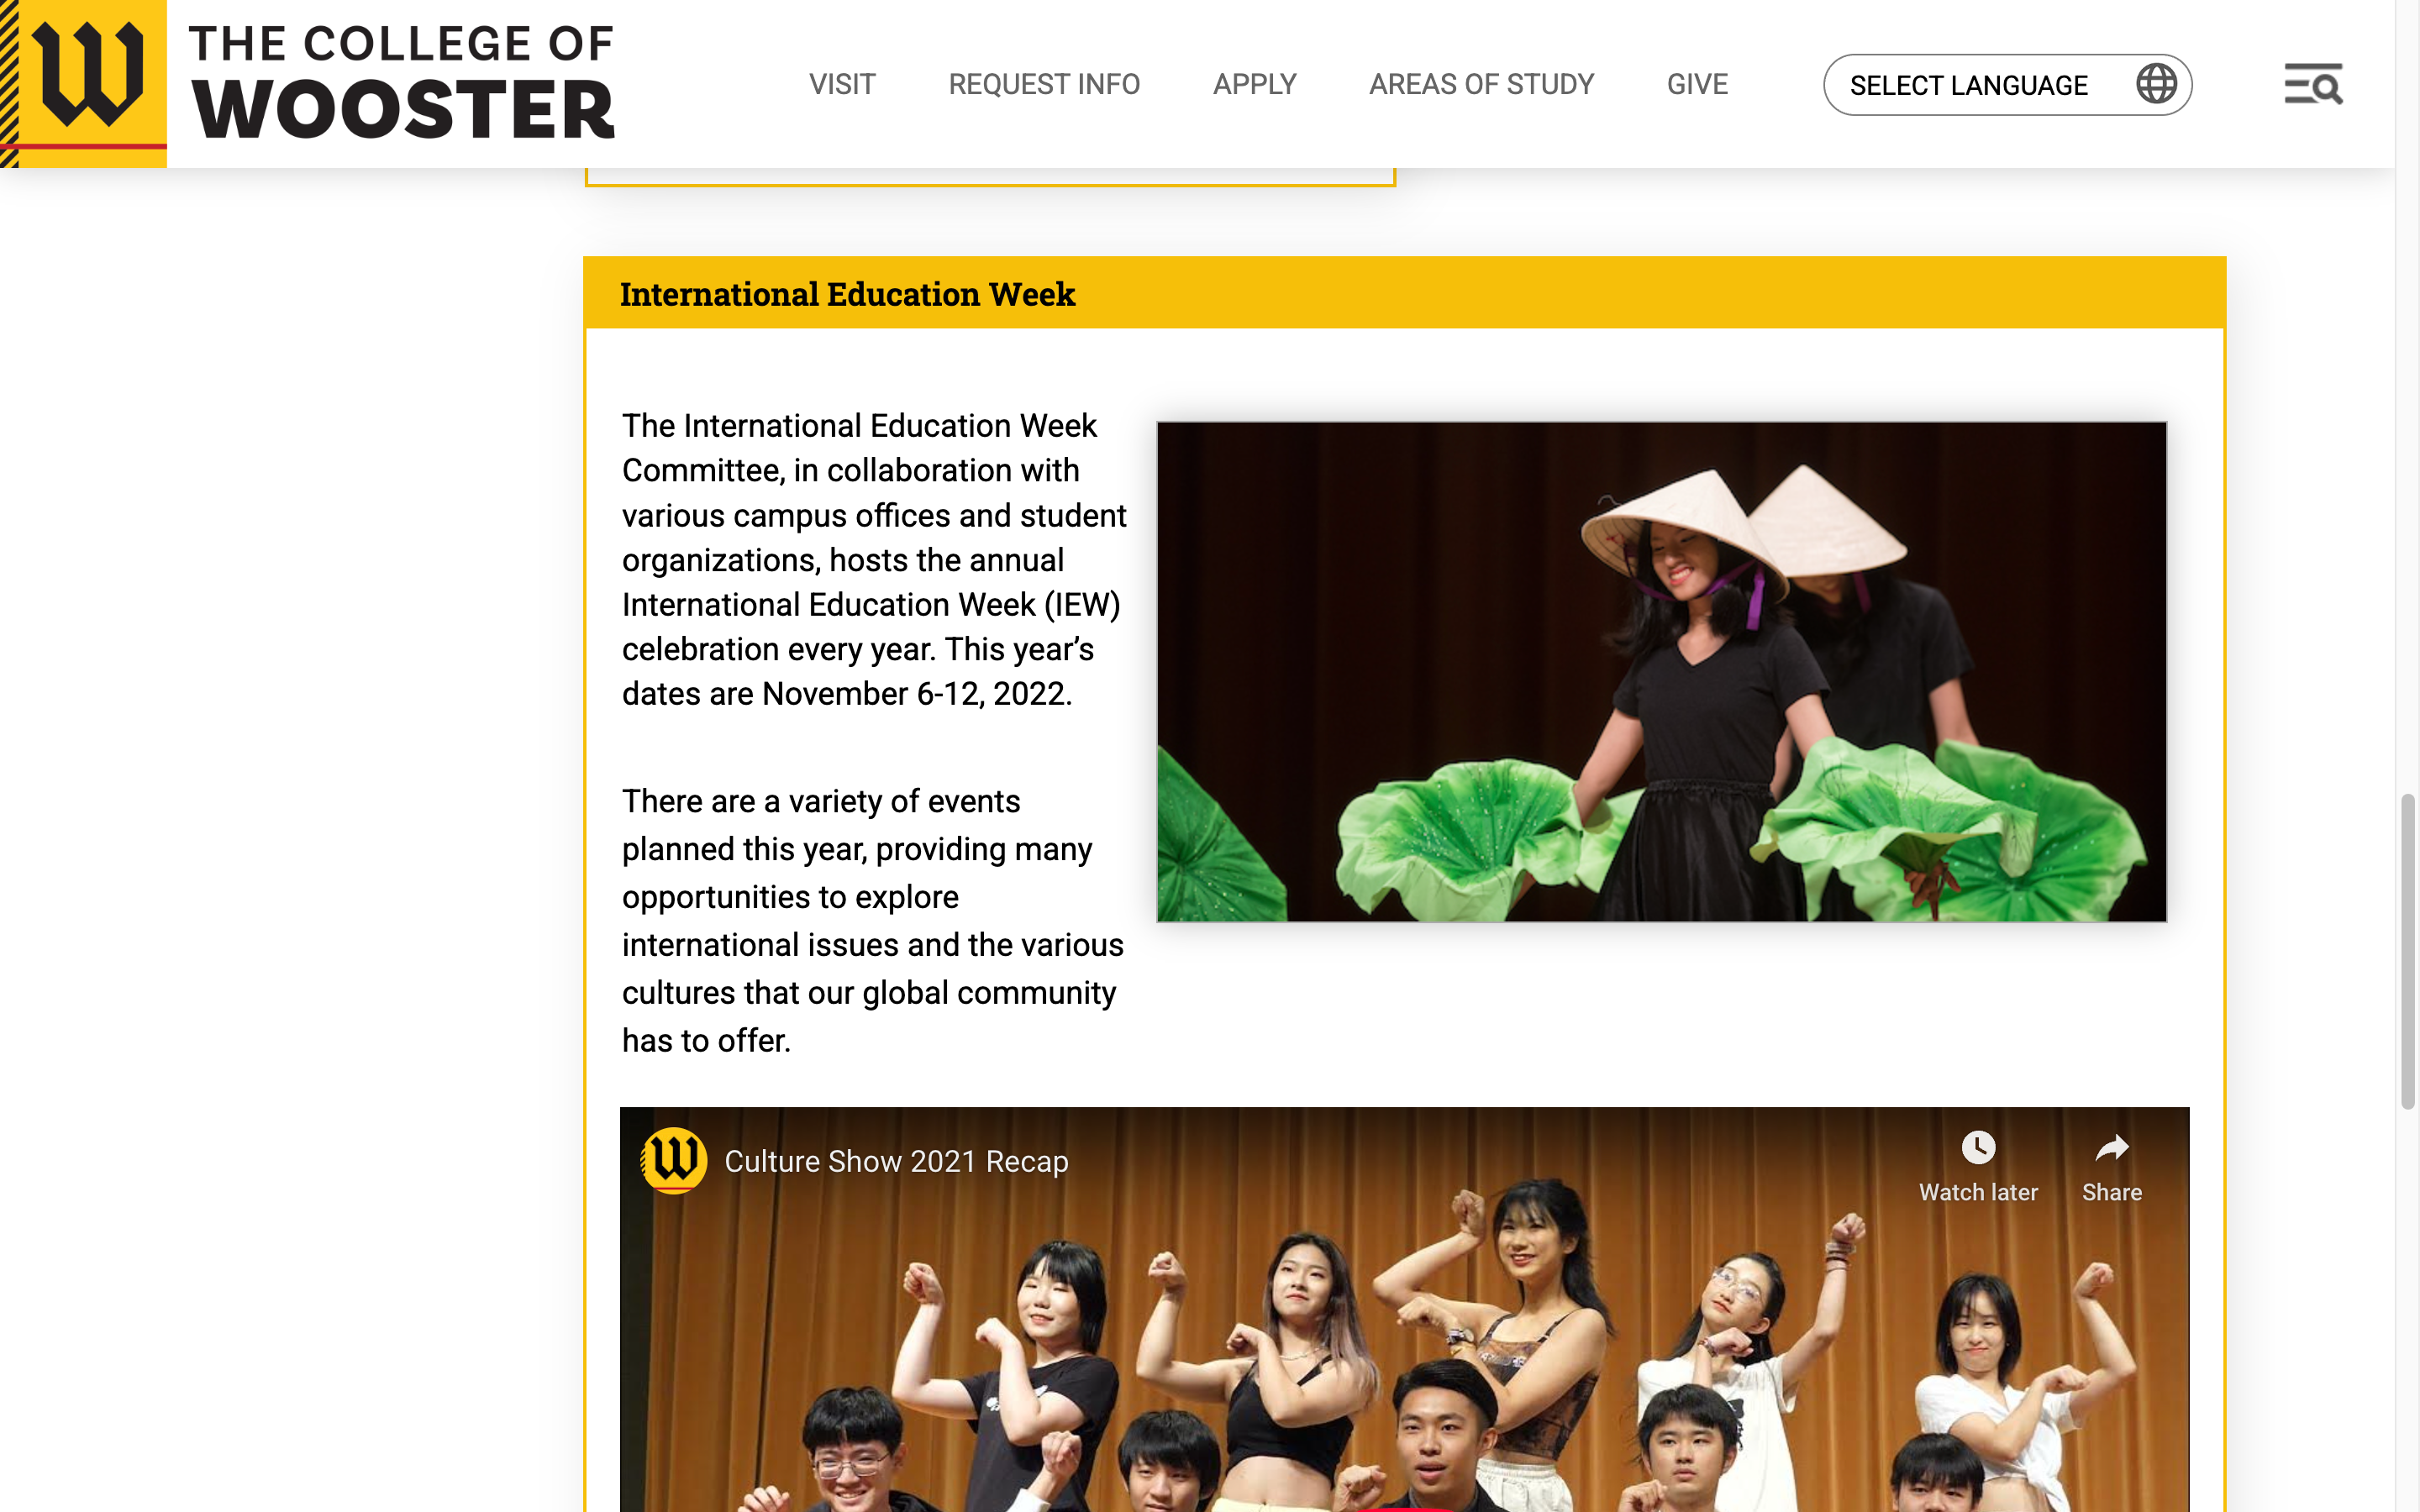 THE COLLEGE OF
WOOSTER
VISIT REQUEST INFO APPLY AREAS OF STUDY GIVE SELECT LANGUAGE
International Education Week
The International Education Week
Committee, in collaboration with
various campus offices and student
organizations, hosts the annual
International Education Week (IEW)
celebration every year. This year’s
dates are November 6-12, 2022.
There are a variety of events
planned this year, providing many
opportunities to explore
international issues and the various
cultures that our global community
has to offer.
W Culture Show 2021 Recap
Watch later Share